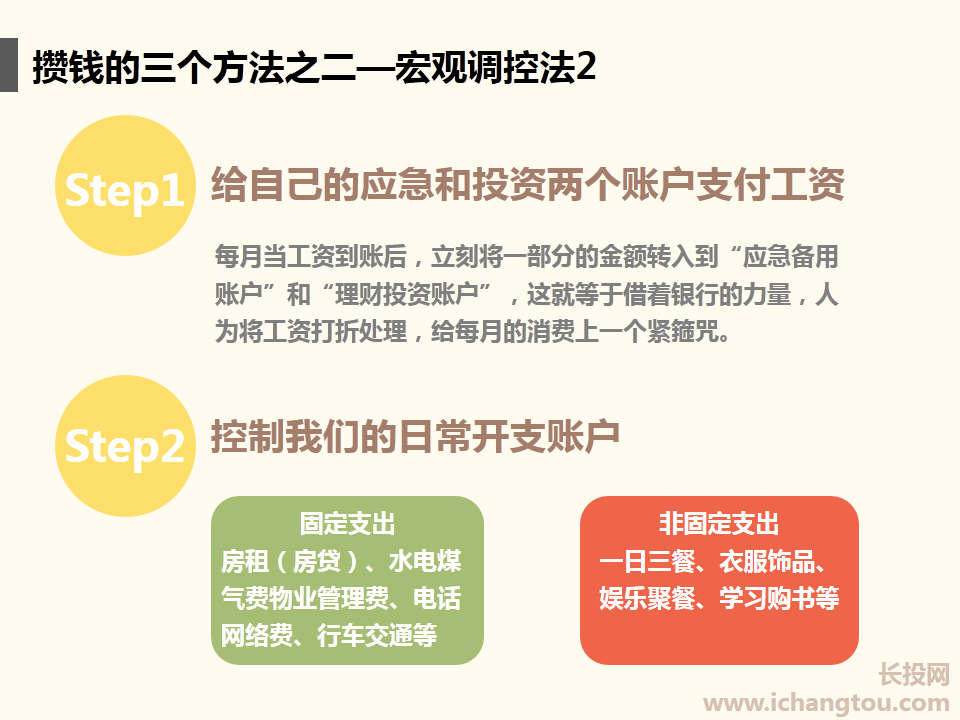 攒钱的三个方法之二—宏观调控法2
Step1
给自己的应急和投资两个账户支付工资
每月当工资到账后，立刻将一部分的金额转入到“应急备用
账户”和“理财投资账户”，这就等于借着银行的力量，人
为将工资打折处理，给每月的消费上一个紧箍咒。
Step2
控制我们的日常开支账户
固定支出
房租（房贷）、水电煤
气费物业管理费、电话
网络费、行车交通等
非固定支出
一日三餐、衣服饰品、
娱乐聚餐、学习购书等
长投网
www.ichangtou.com